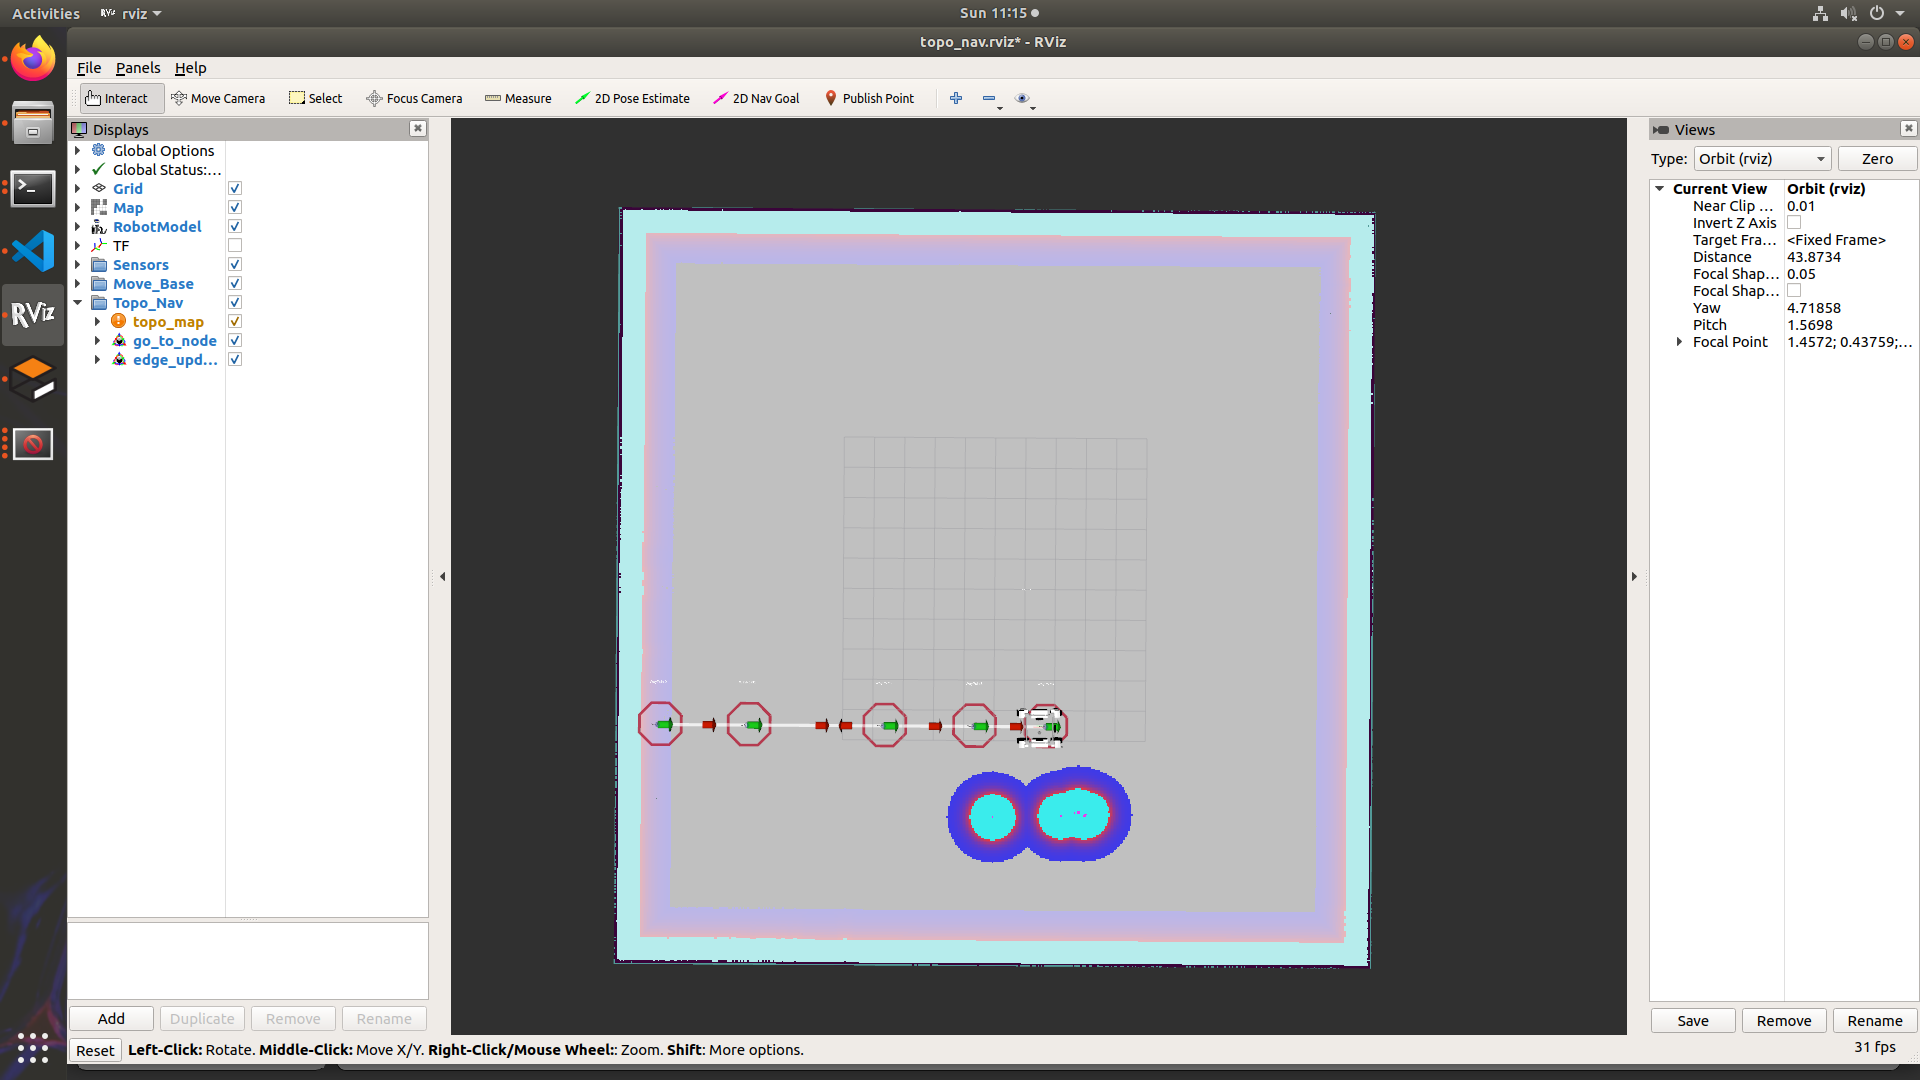 Activities
rviz
Sun 11:15
topo_nav.rviz* - RViz
File Panels Help
Interact Move Camera Select Focus Camera Measure 2D Pose Estimate 2D Nav Goal Publish Point
Displays
Global Options
Global Status:...
Grid
Map
RobotModel
TF
Sensors
Move_Base
Topo_Nav
topo_map
go_to_node
edge_upd...
Add Duplicate Remove Rename
Reset Left-Click: Rotate. Middle-Click: Move X/Y. Right-Click/Mouse Wheel:: Zoom. Shift: More options.
RViz
Views
Type: Orbit (rviz) Zero
Current View Orbit (rviz)
Near Clip ... 0.01
Invert Z Axis
Target Fra... <Fixed Frame>
Distance 43.8734
Focal Shap... 0.05
Focal Shap...
Yaw 4.71858
Pitch 1.5698
Focal Point 1.4572; 0.43759;...
Save Remove Rename
31 fps